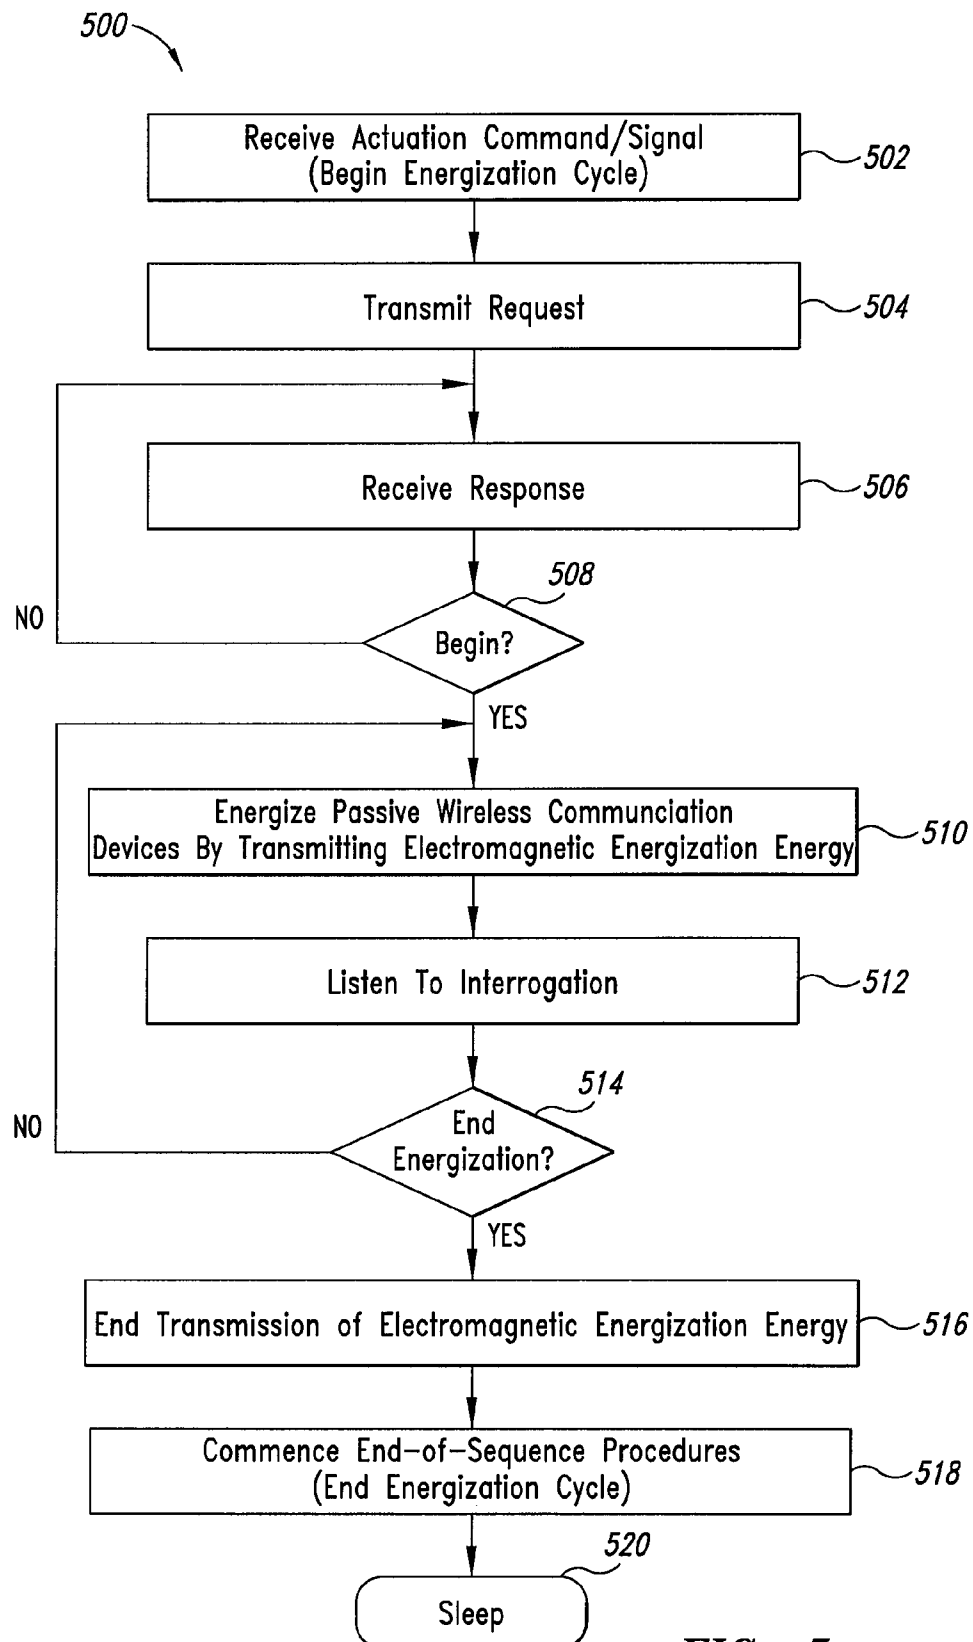 500
Receive Actuation Command/Signal
(Begin Energization Cycle)
502
Transmit Request
504
Receive Response
506
508
Begin?
NO
YES
Energize Passive Wireless Communciation
Devices By Transmitting Electromagnetic Energization Energy
510
Listen To Interrogation
512
514
End
Energization?
NO
YES
End Transmission of Electromagnetic Energization Energy
516
Commence End-of-Sequence Procedures
(End Energization Cycle)
518
520
Sleep